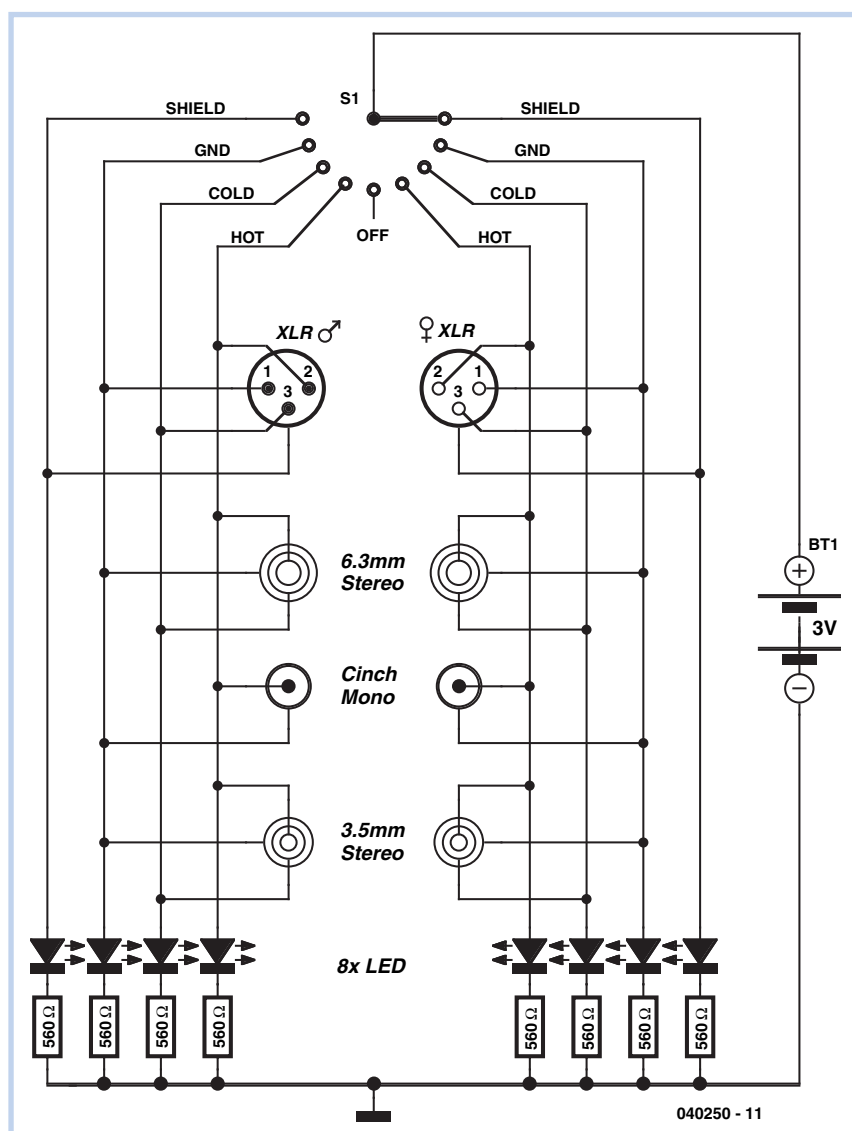 S1
SHIELD
SHIELD
GND
GND
COLD
COLD
HOT
OFF
HOT
XLR ♂
♀ XLR
1
2
3
2
1
3
6.3mm
Stereo
BT1
+
3V
−
Cinch
Mono
3.5mm
Stereo
8x LED
560 Ω
560 Ω
560 Ω
560 Ω
560 Ω
560 Ω
560 Ω
560 Ω
040250 - 11